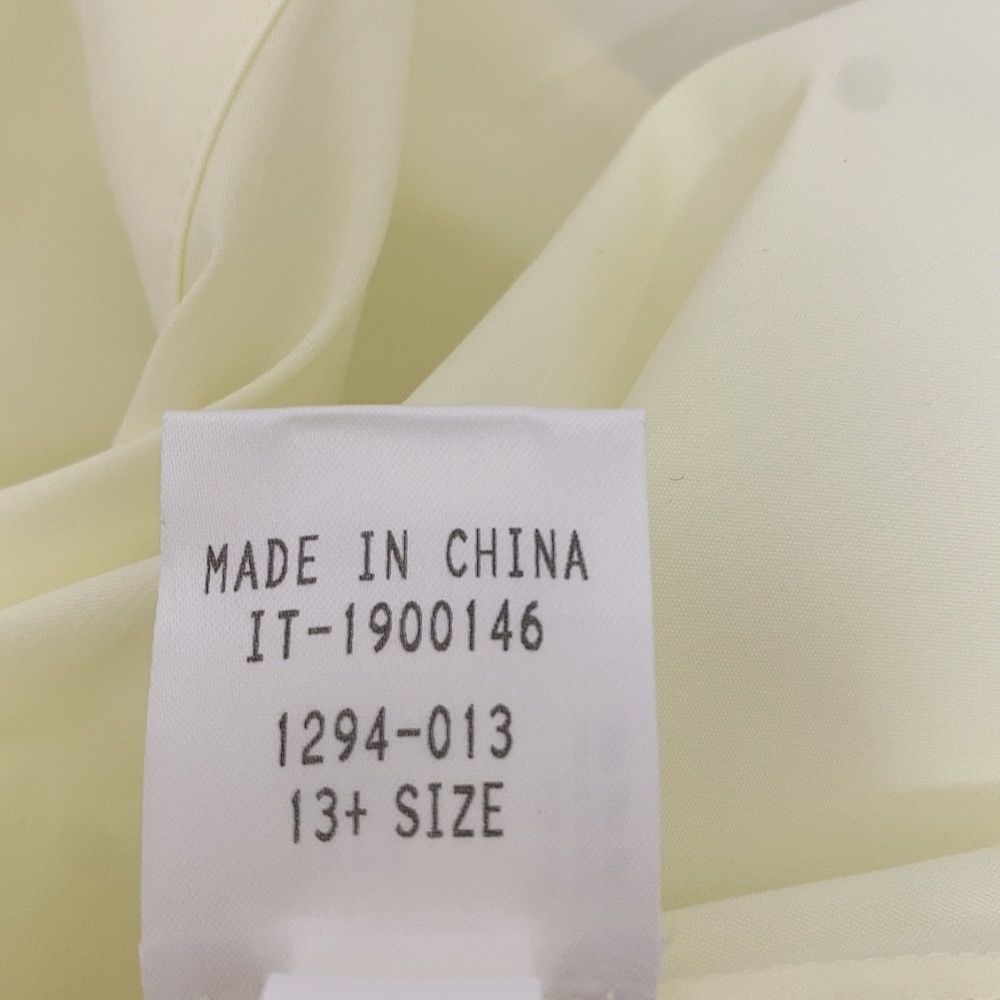 MADE IN CHINA
IT-1900146
1294-013
13+ SIZE